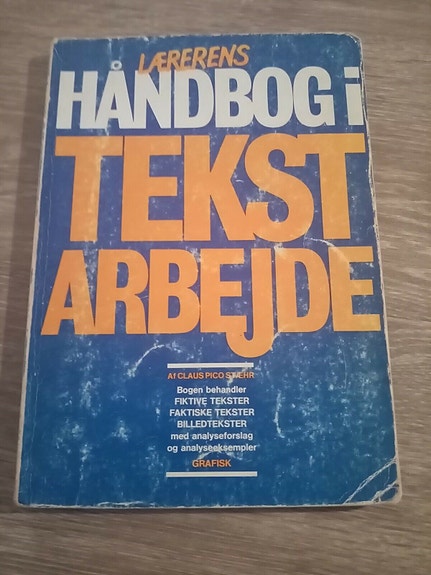 LÆRERENS
HÅNDBOG i
TEKST
ARBEJDE
Af CLAUS PICO STÆHR
Bogen behandler
FIKTIVE TEKSTER
FAKTISKE TEKSTER
BILLEDTEKSTER
med analyseforslag
og analyseeksempler
GRAFISK